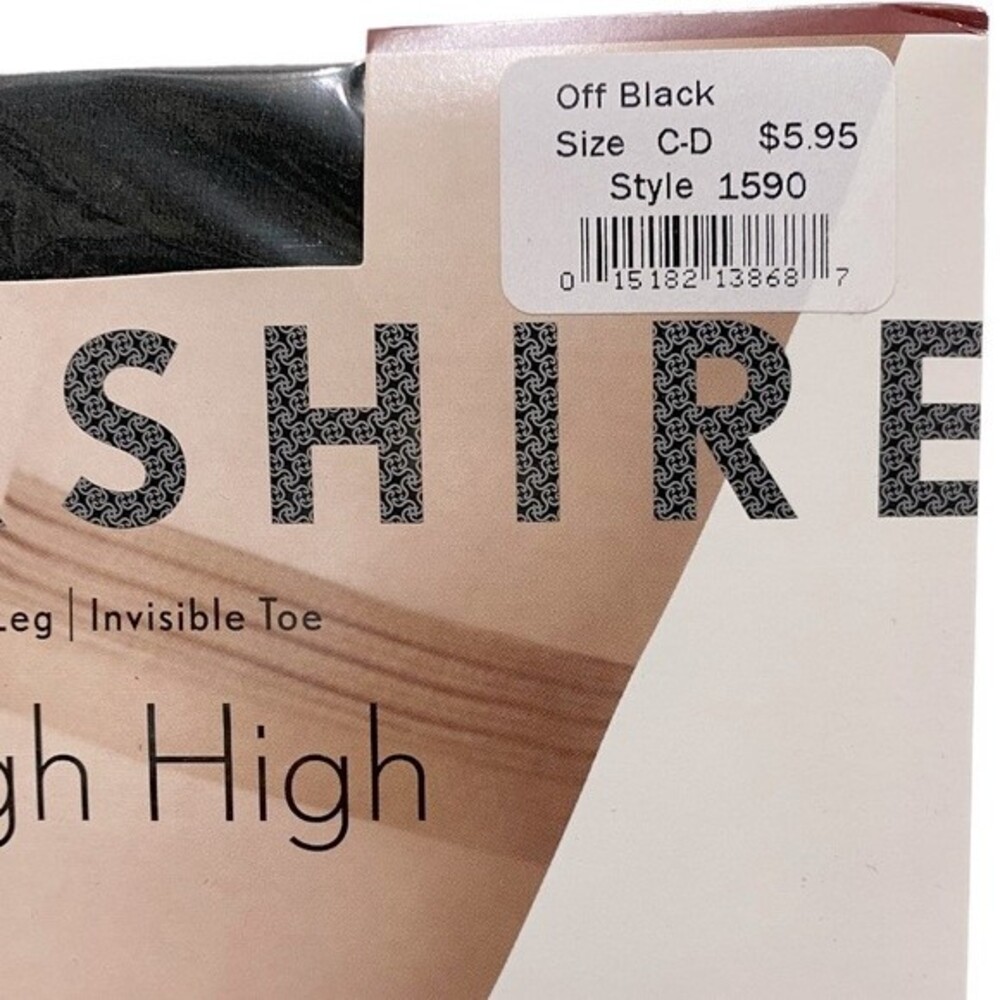 Off Black
Size C-D $5.95
Style 1590
0 15182 13868 7
SHIRE
Leg | Invisible Toe
gh High